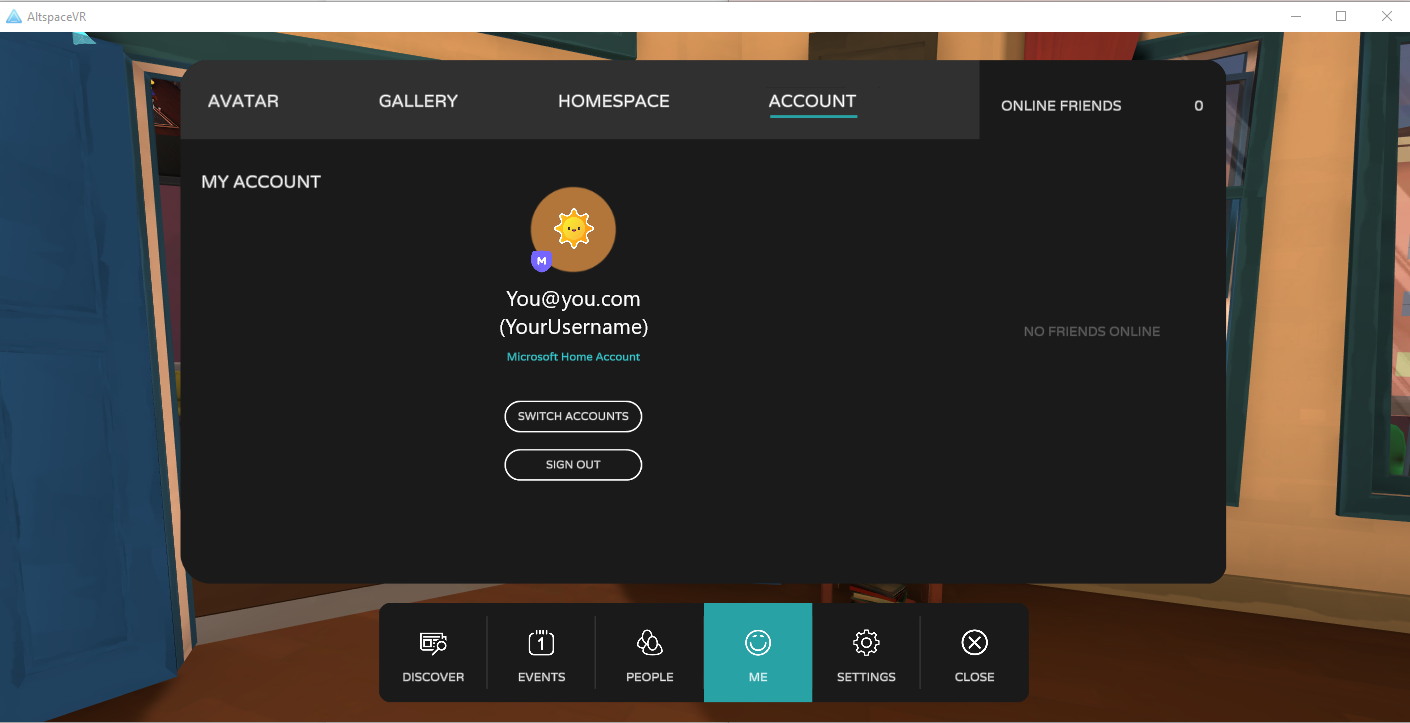 AltspaceVR
AVATAR
GALLERY
HOMESPACE
ACCOUNT
ONLINE FRIENDS
0
MY ACCOUNT
M
You@you.com
(YourUsername)
Microsoft Home Account
NO FRIENDS ONLINE
SWITCH ACCOUNTS
SIGN OUT
1
DISCOVER
EVENTS
PEOPLE
ME
SETTINGS
CLOSE